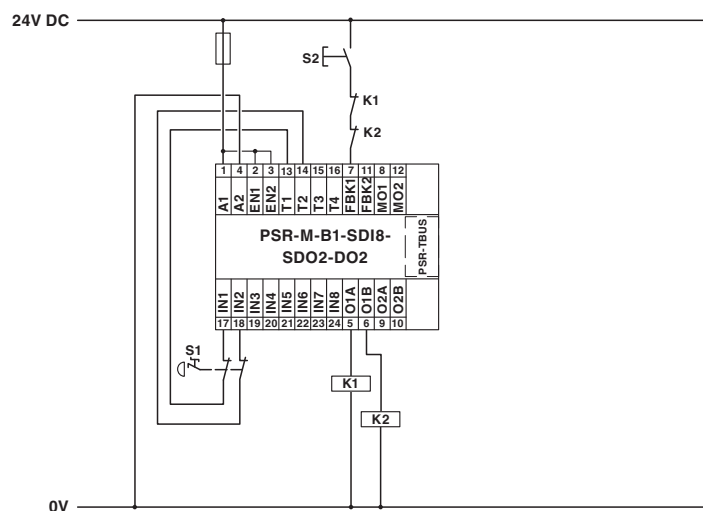 24V DC
S2
K1
K2
1 4 2 3 13 14 15 16 7 11 8 12
A1 A2 EN1 EN2 T1 T2 T3 T4 FBK1 FBK2 MO1 MO2
PSR-M-B1-SDI8-
SDO2-DO2
PSR-TBUS
IN1 IN2 IN3 IN4 IN5 IN6 IN7 IN8 O1A O1B O2A O2B
17 18 19 20 21 22 23 24 5 6 9 10
S1
K1
K2
0V